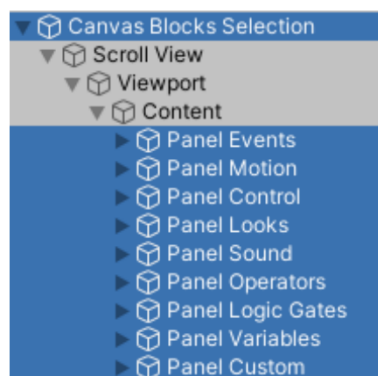 Canvas Blocks Selection
Scroll View
Viewport
Content
Panel Events
Panel Motion
Panel Control
Panel Looks
Panel Sound
Panel Operators
Panel Logic Gates
Panel Variables
Panel Custom